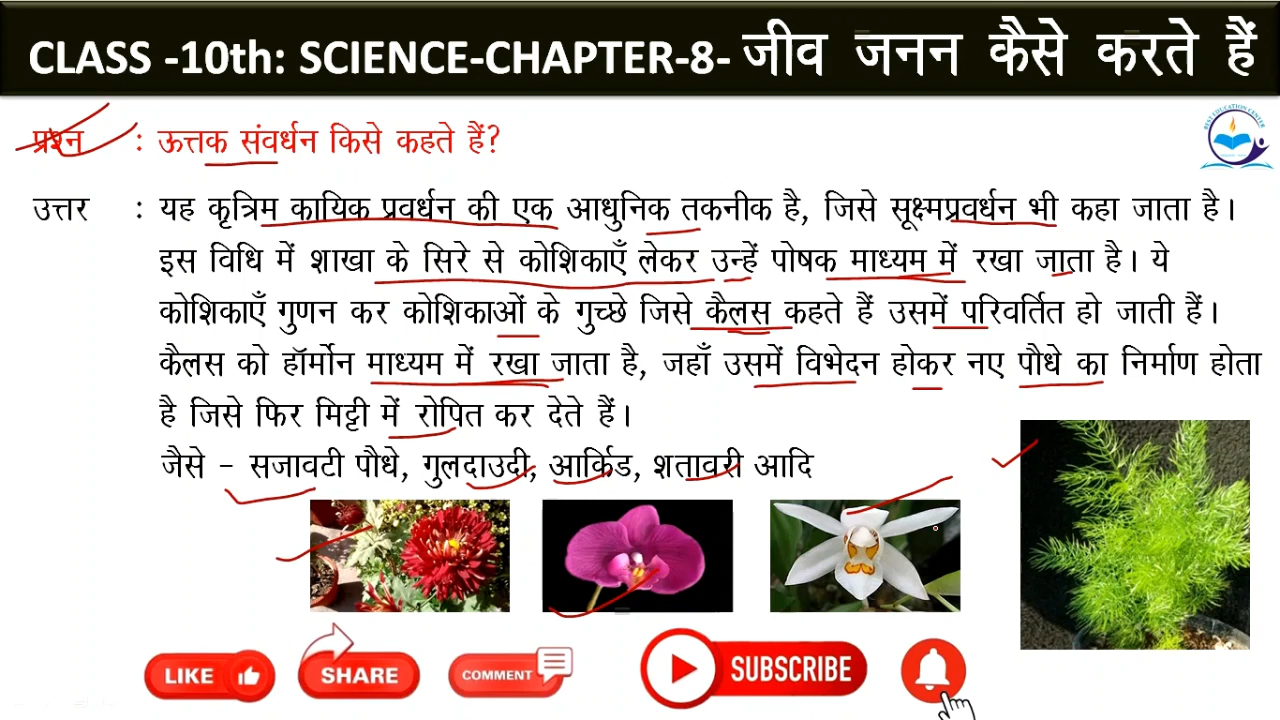 CLASS -10th: SCIENCE-CHAPTER-8- जीव जनन कैसे करते हैं
BEST EDUCATION CENTER
प्रश्न : ऊत्तक संवर्धन किसे कहते हैं?
उत्तर : यह कृत्रिम कायिक प्रवर्धन की एक आधुनिक तकनीक है, जिसे सूक्ष्मप्रवर्धन भी कहा जाता है।
इस विधि में शाखा के सिरे से कोशिकाएँ लेकर उन्हें पोषक माध्यम में रखा जाता है। ये
कोशिकाएँ गुणन कर कोशिकाओं के गुच्छे जिसे कैलस कहते हैं उसमें परिवर्तित हो जाती हैं।
कैलस को हॉर्मोन माध्यम में रखा जाता है, जहाँ उसमें विभेदन होकर नए पौधे का निर्माण होता
है जिसे फिर मिट्टी में रोपित कर देते हैं।
जैसे - सजावटी पौधे, गुलदाउदी, आर्किड, शतावरी आदि
LIKE
SHARE
COMMENT
SUBSCRIBE